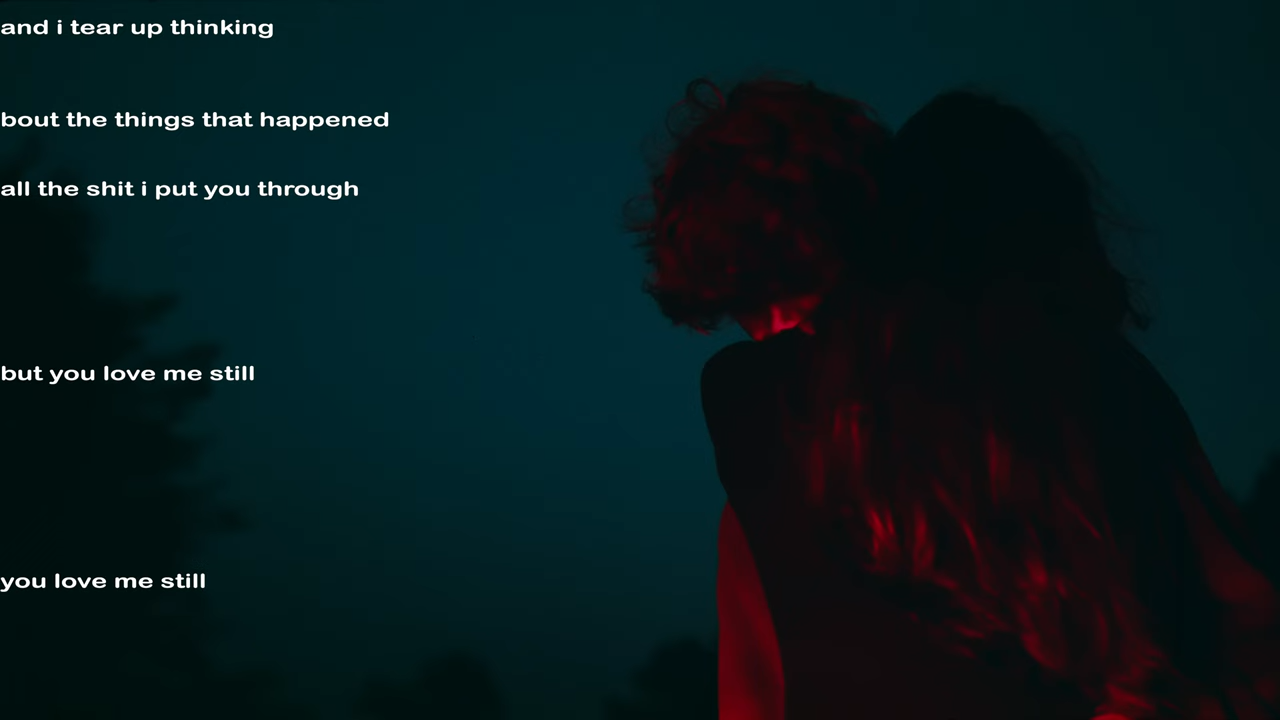 and i tear up thinking
bout the things that happened
all the shit i put you through
but you love me still
you love me still